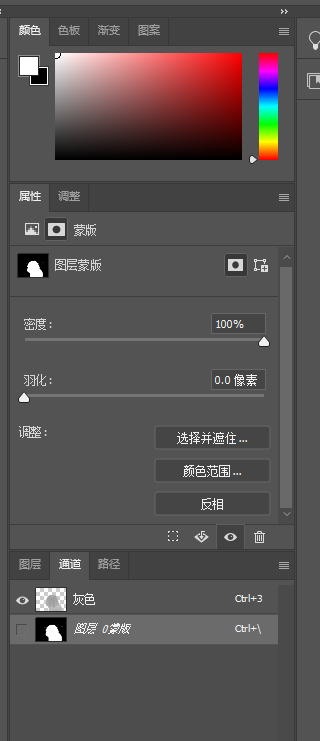 颜色 色板 渐变 图案
属性 调整
蒙版
图层蒙版
密度: 100%
羽化: 0.0 像素
调整: 选择并遮住...
颜色范围...
反相
图层 通道 路径
灰色 Ctrl+3
图层 0蒙版 Ctrl+\